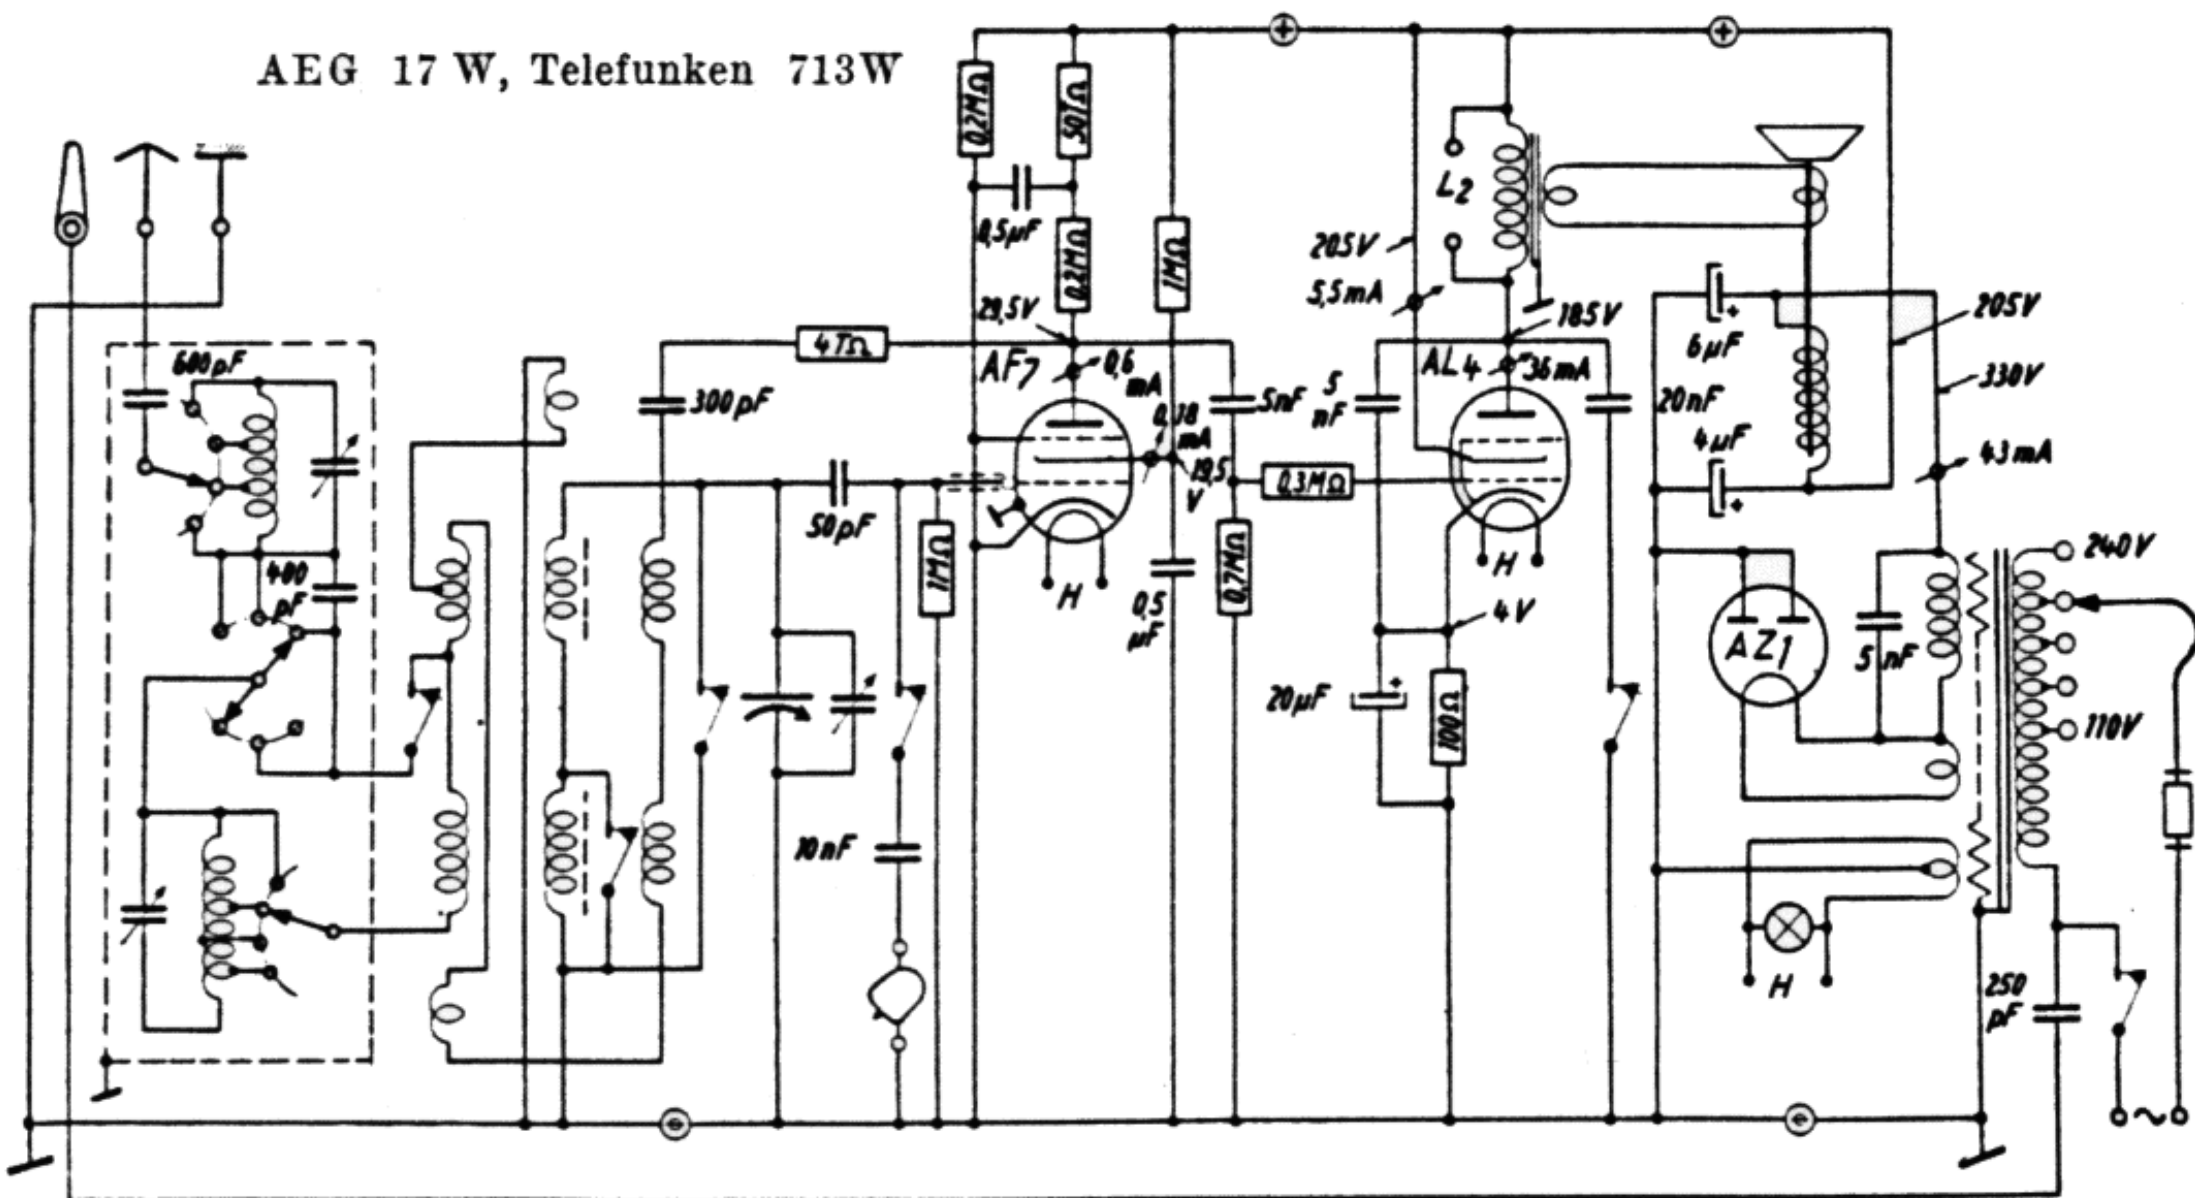 AEG 17 W, Telefunken 713W
0,2MΩ
50TΩ
0,5µF
0,2MΩ
1MΩ
29,5V
4TΩ
AF7
0,6
mA
0,18
mA
19,5
V
600pF
400
pF
300pF
50pF
1MΩ
H
0,5
µF
5nF
0,3MΩ
0,7MΩ
10nF
L2
205V
5,5mA
185V
AL4
36mA
5
nF
20nF
H
4V
20µF
100Ω
6µF
4µF
205V
330V
43mA
AZ1
5nF
240V
110V
H
250
pF
~